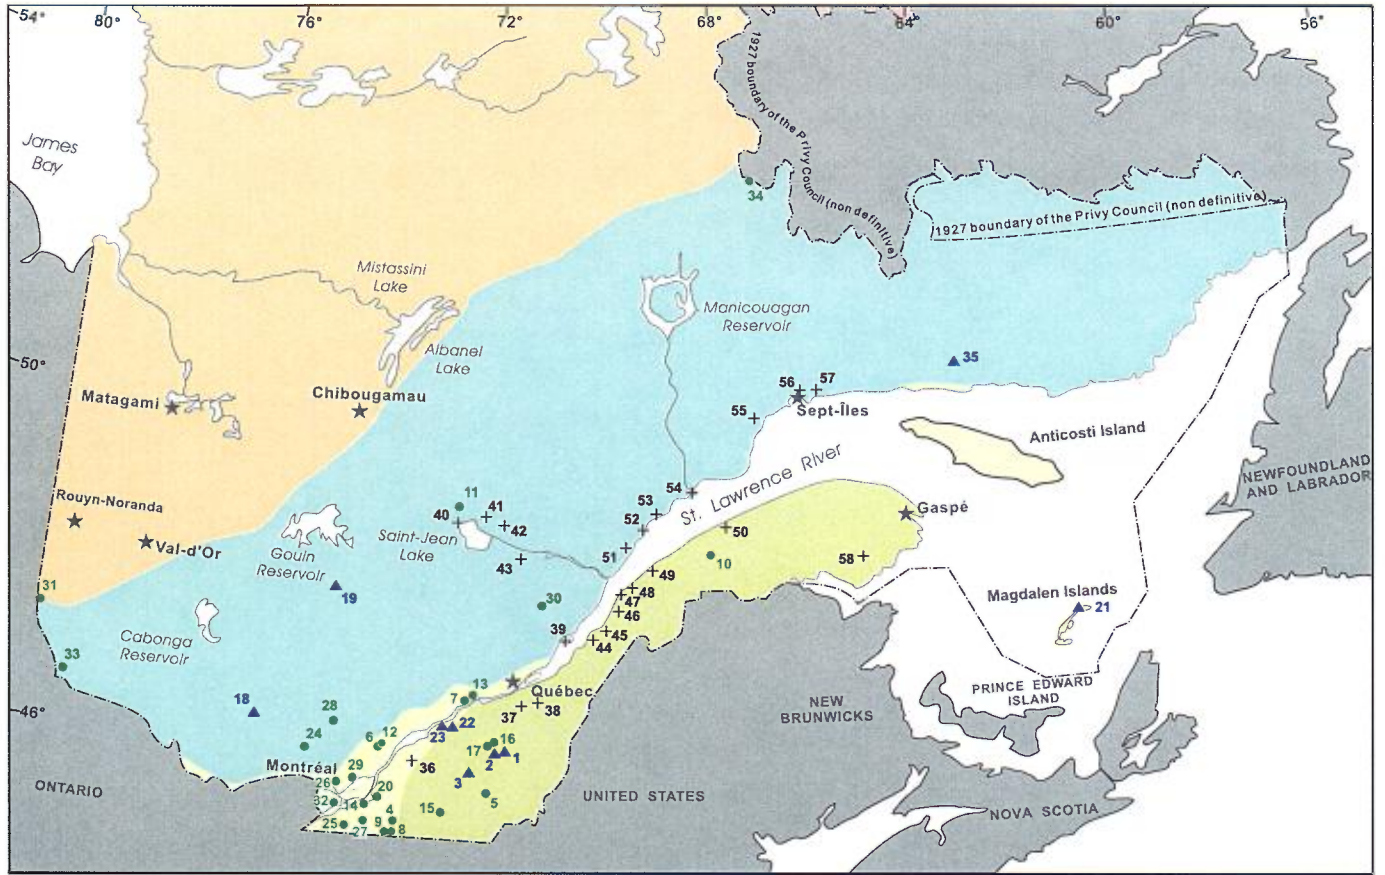 54°
80°
76°
72°
68°
64°
60°
56°
1927 boundary of the Privy Council (non definitive)
James
Bay
34
1927 boundary of the Privy Council (non definitive)
Mistassini
Lake
Manicouagan
Reservoir
Albanel
Lake
50°
35
Matagami
Chibougamau
56
57
Sept-Îles
55
Anticosti Island
NEWFOUNDLAND
AND LABRADOR
St. Lawrence River
Rouyn-Noranda
11
54
40
41
42
53
52
Gaspé
Saint-Jean
Lake
Val-d'Or
Gouin
Reservoir
43
51
50
10
58
31
19
49
48
47
46
30
Magdalen Islands
21
Cabonga
Reservoir
39
45
44
33
Québec
PRINCE EDWARD
ISLAND
46°
18
28
7
13
37
38
NEW
BRUNSWICKS
24
6
12
23
22
17
16
2
1
Montréal
29
36
3
26
20
ONTARIO
UNITED STATES
32
14
4
15
5
NOVA SCOTIA
25
27
9
8